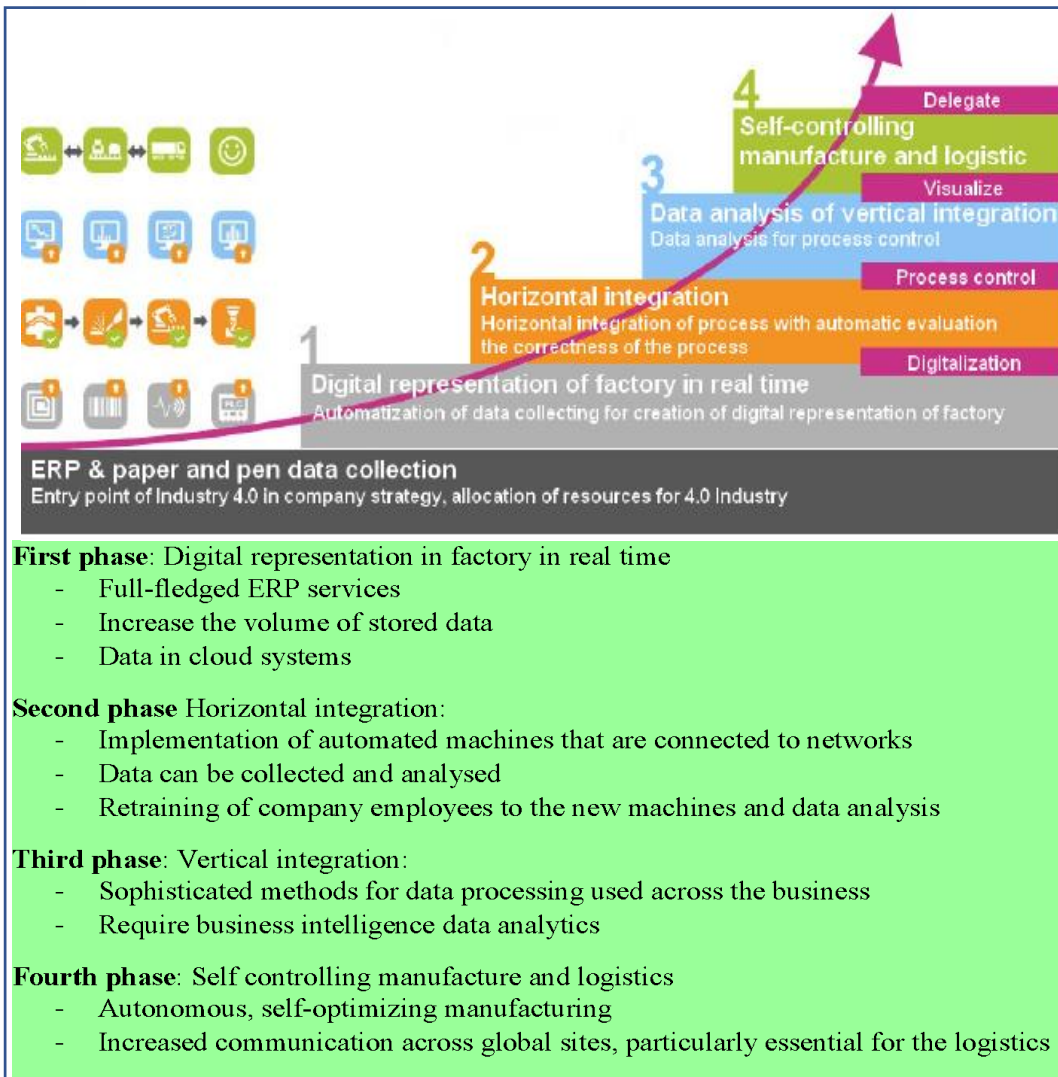 4
Delegate
Self-controlling
manufacture and logistic
3
Visualize
Data analysis of vertical integration
Data analysis for process control
2
Process control
Horizontal integration
Horizontal integration of process with automatic evaluation
the correctness of the process
1
Digitalization
Digital representation of factory in real time
Automatization of data collecting for creation of digital representation of factory
ERP & paper and pen data collection
Entry point of Industry 4.0 in company strategy, allocation of resources for 4.0 Industry
First phase: Digital representation in factory in real time
- Full-fledged ERP services
- Increase the volume of stored data
- Data in cloud systems
Second phase Horizontal integration:
- Implementation of automated machines that are connected to networks
- Data can be collected and analysed
- Retraining of company employees to the new machines and data analysis
Third phase: Vertical integration:
- Sophisticated methods for data processing used across the business
- Require business intelligence data analytics
Fourth phase: Self controlling manufacture and logistics
- Autonomous, self-optimizing manufacturing
- Increased communication across global sites, particularly essential for the logistics